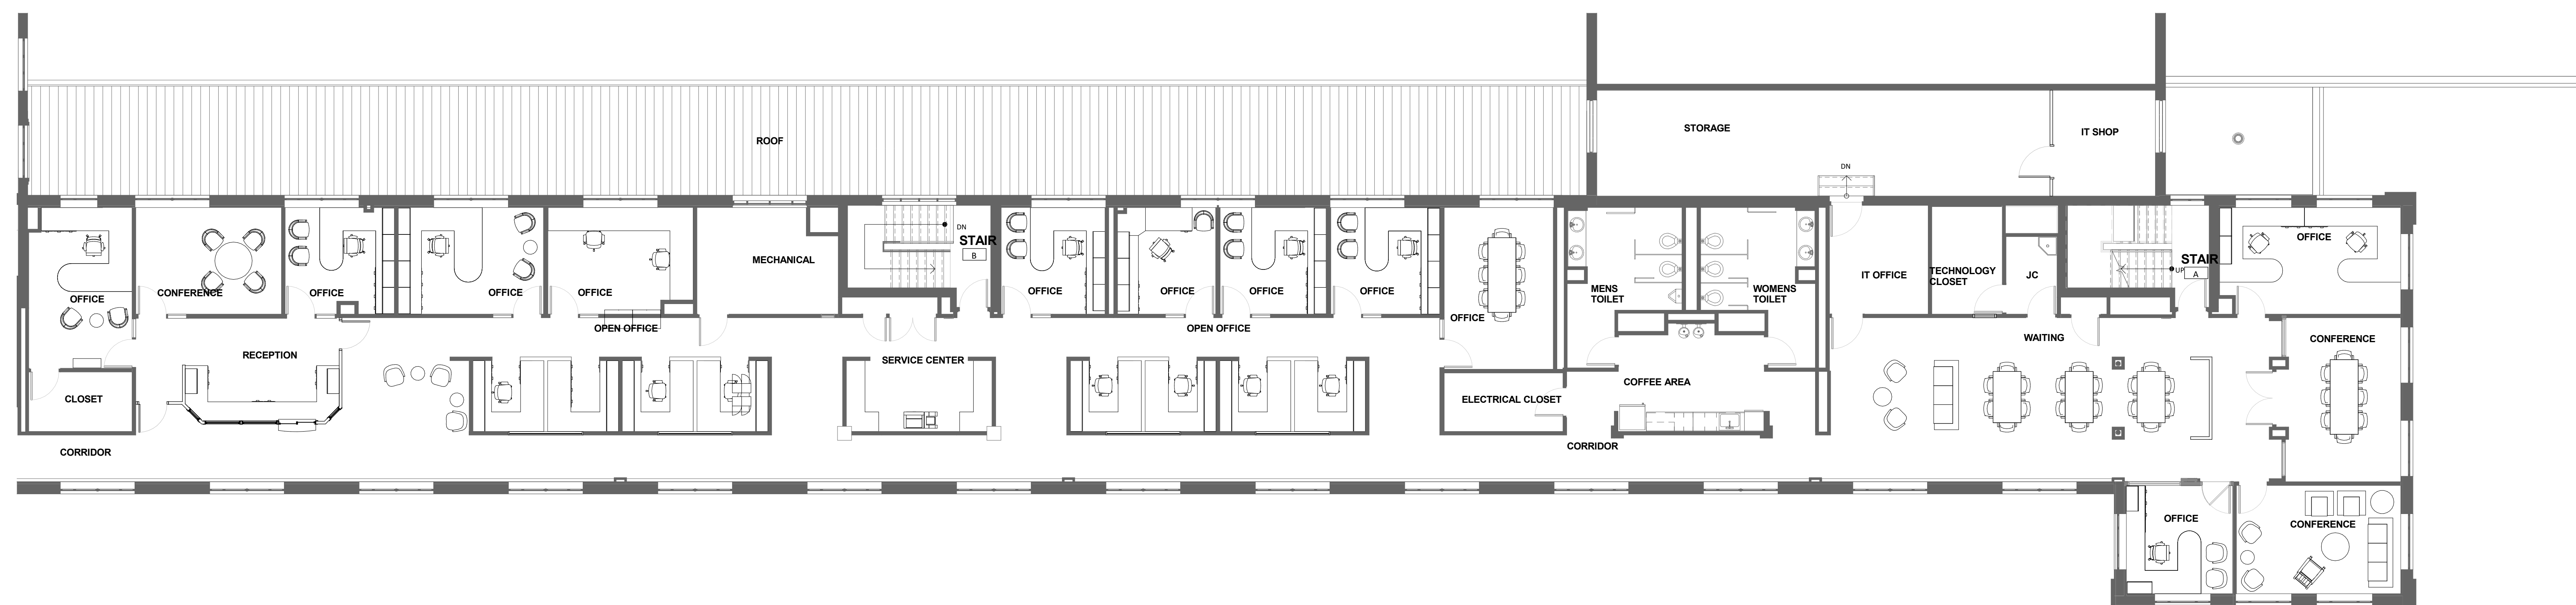 STORAGE
IT SHOP
ROOF
DN
DN
STAIR
B
OFFICE
STAIR
UP
A
MECHANICAL
IT OFFICE
TECHNOLOGY
CLOSET
JC
OFFICE
CONFERENCE
OFFICE
OFFICE
OFFICE
OFFICE
OFFICE
OFFICE
OFFICE
MENS
TOILET
WOMENS
TOILET
OFFICE
OPEN OFFICE
OPEN OFFICE
WAITING
CONFERENCE
RECEPTION
SERVICE CENTER
COFFEE AREA
CLOSET
ELECTRICAL CLOSET
CORRIDOR
CORRIDOR
OFFICE
CONFERENCE